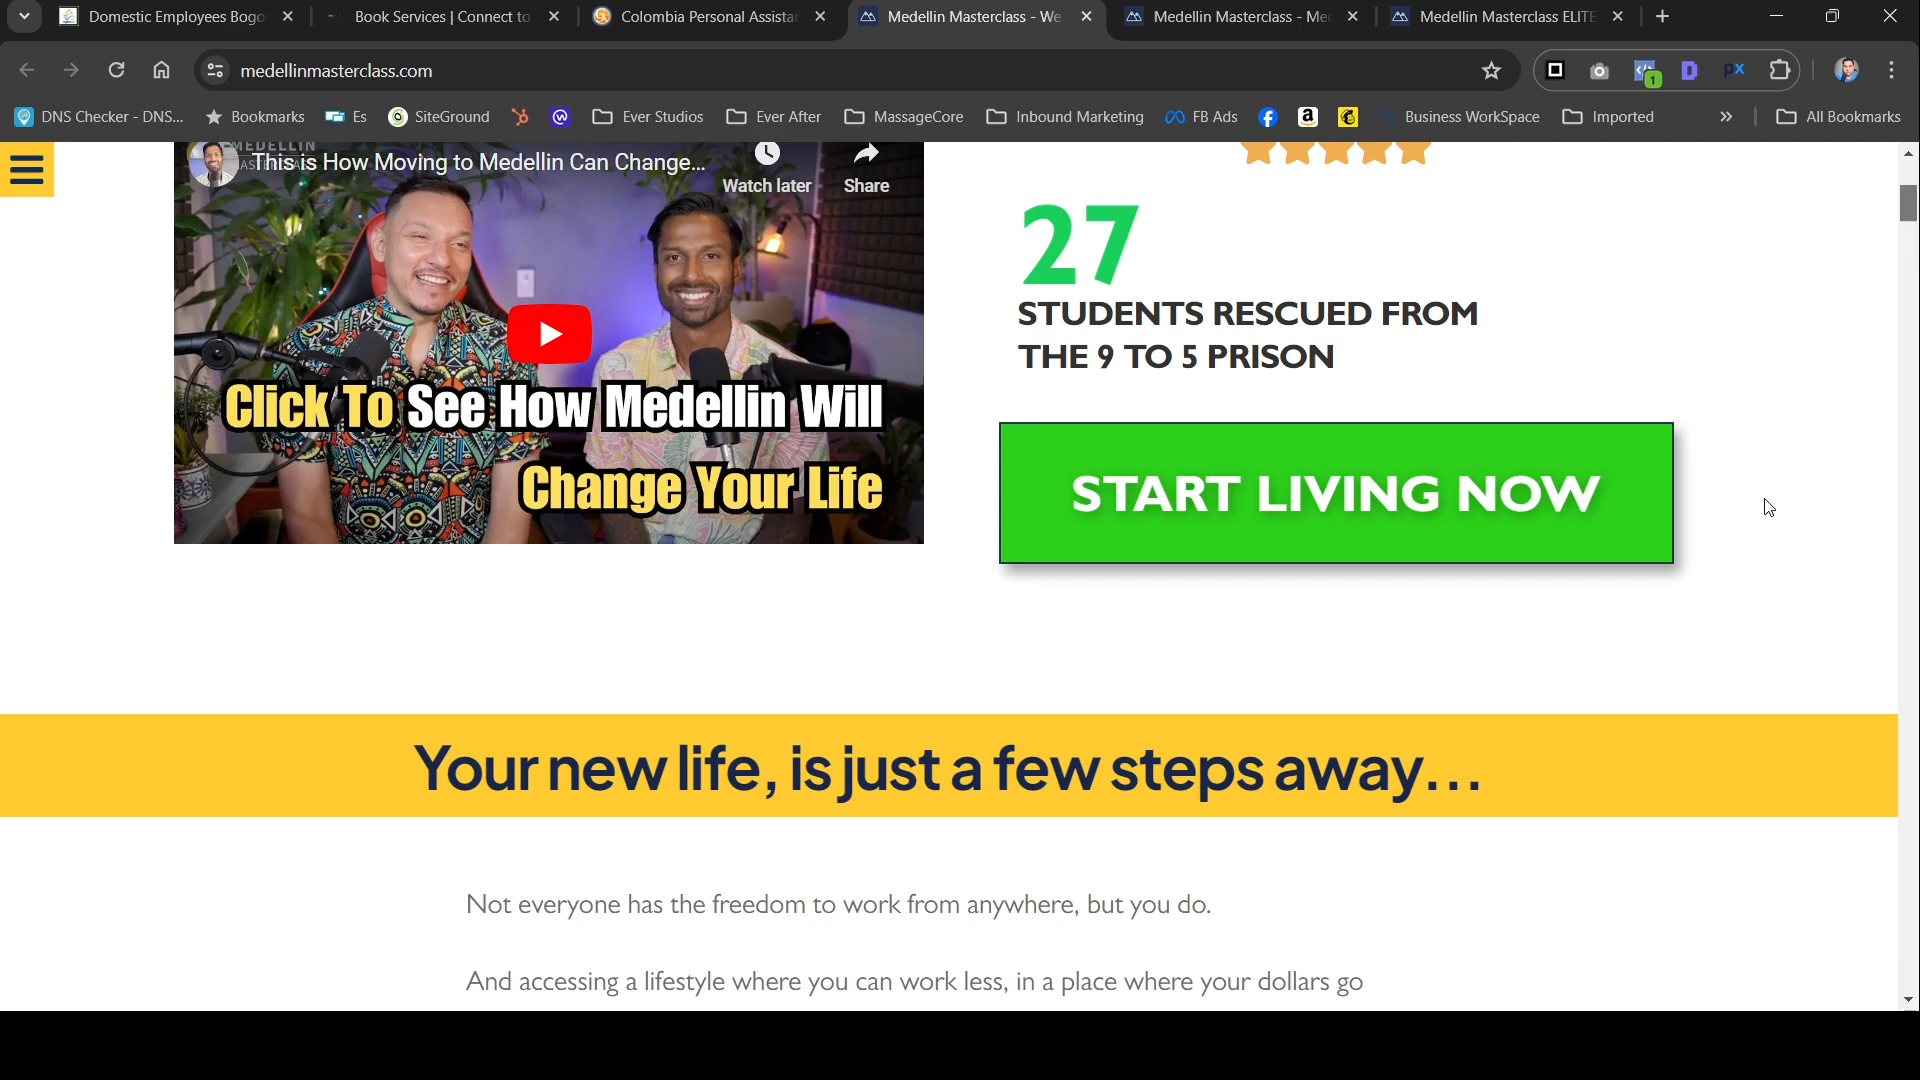 Domestic Employees Bogo
Book Services | Connect to
Colombia Personal Assistan
Medellin Masterclass - We
Medellin Masterclass - Med
Medellin Masterclass ELITE
medellinmasterclass.com
1
px
DNS Checker - DNS...
Bookmarks
Es
SiteGround
Ever Studios
Ever After
MassageCore
Inbound Marketing
FB Ads
Business WorkSpace
Imported
»
All Bookmarks
MEDELLIN
This is How Moving to Medellin Can Change...
Watch later
Share
Click To See How Medellin Will
Change Your Life
27
STUDENTS RESCUED FROM
THE 9 TO 5 PRISON
START LIVING NOW
Your new life, is just a few steps away...
Not everyone has the freedom to work from anywhere, but you do.
And accessing a lifestyle where you can work less, in a place where your dollars go